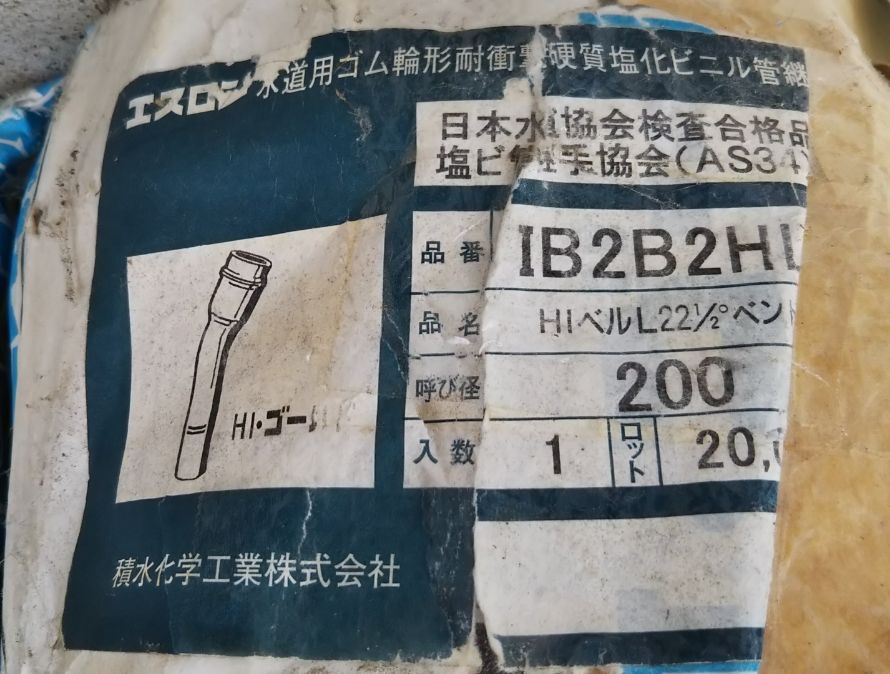 エスロン 水道用ゴム輪形耐衝撃硬質塩化ビニル管継
日本水道協会検査合格品
塩ビ継手協会(AS34)
品番 IB2B2HL
品名 HIベルL22½°ベント
呼び径 200
入数 1 ロット 20,
HI・ゴー
積水化学工業株式会社